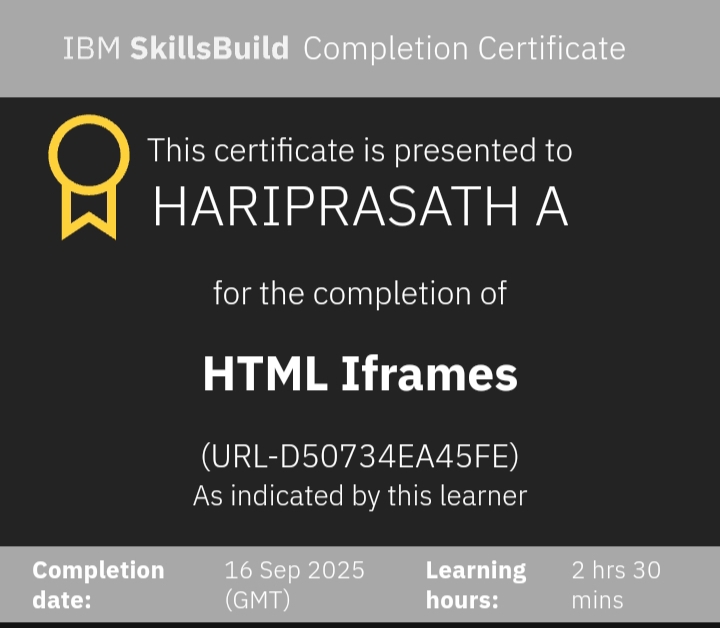 IBM SkillsBuild Completion Certificate
This certificate is presented to
HARIPRASATH A
for the completion of
HTML Iframes
(URL-D50734EA45FE)
As indicated by this learner
Completion date:
16 Sep 2025 (GMT)
Learning hours:
2 hrs 30 mins